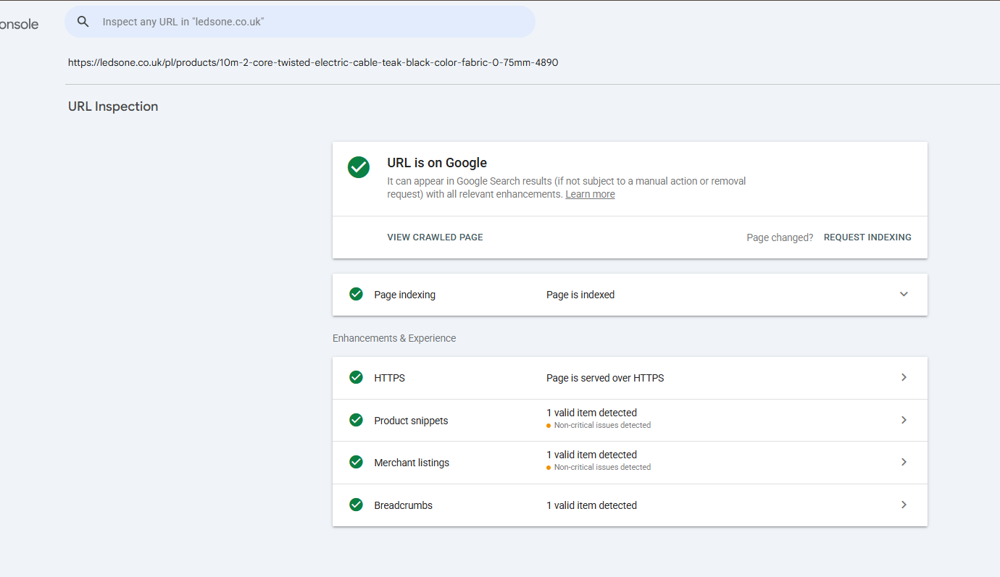 onsole
Inspect any URL in "ledsone.co.uk"
https://ledsone.co.uk/pl/products/10m-2-core-twisted-electric-cable-teak-black-color-fabric-0-75mm-4890
URL Inspection
URL is on Google
It can appear in Google Search results (if not subject to a manual action or removal
request) with all relevant enhancements. Learn more
VIEW CRAWLED PAGE
Page changed? REQUEST INDEXING
Page indexing
Page is indexed
Enhancements & Experience
HTTPS
Page is served over HTTPS
Product snippets
1 valid item detected
Non-critical issues detected
Merchant listings
1 valid item detected
Non-critical issues detected
Breadcrumbs
1 valid item detected